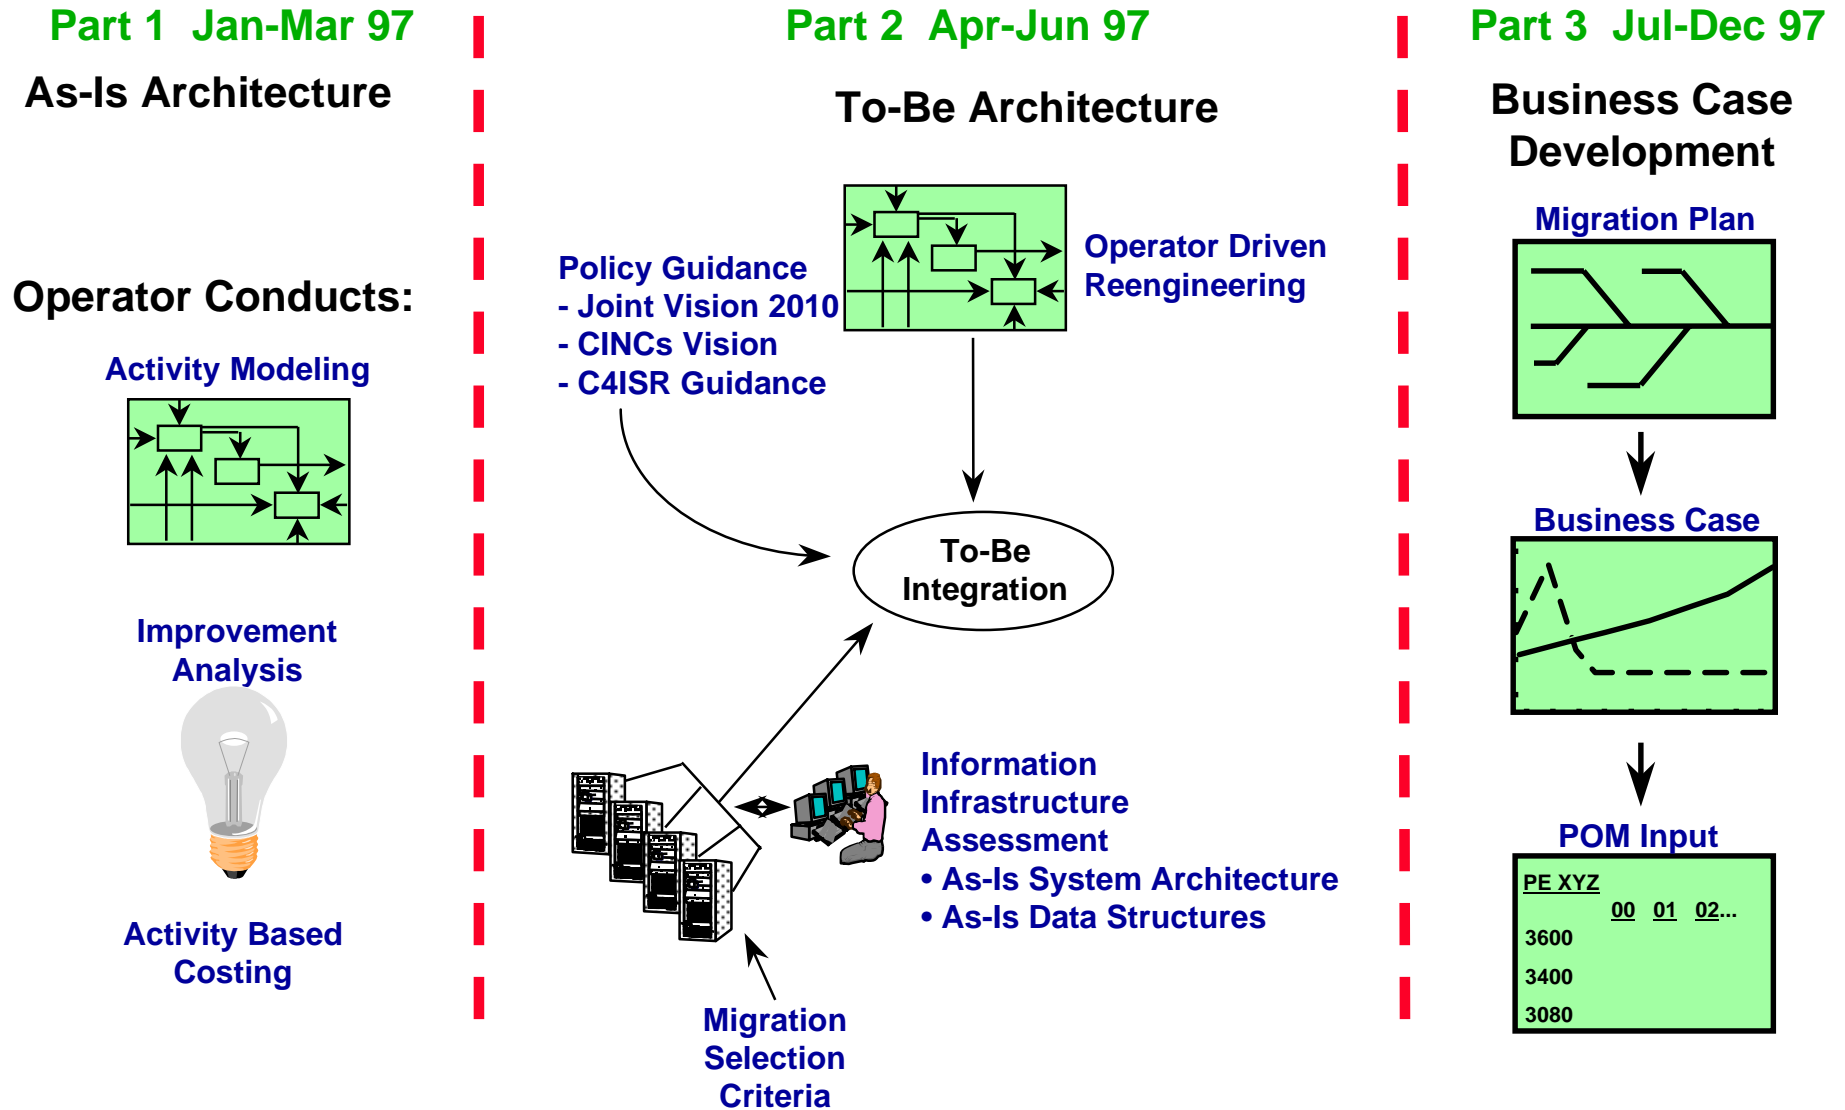 Part 1 Jan-Mar 97
As-Is Architecture
Operator Conducts:
Activity Modeling
Improvement
Analysis
Activity Based
Costing
Part 2 Apr-Jun 97
To-Be Architecture
Policy Guidance
- Joint Vision 2010
- CINCs Vision
- C4ISR Guidance
Operator Driven
Reengineering
To-Be
Integration
Information
Infrastructure
Assessment
• As-Is System Architecture
• As-Is Data Structures
Migration
Selection
Criteria
Part 3 Jul-Dec 97
Business Case
Development
Migration Plan
Business Case
POM Input
PE XYZ
00 01 02...
3600
3400
3080